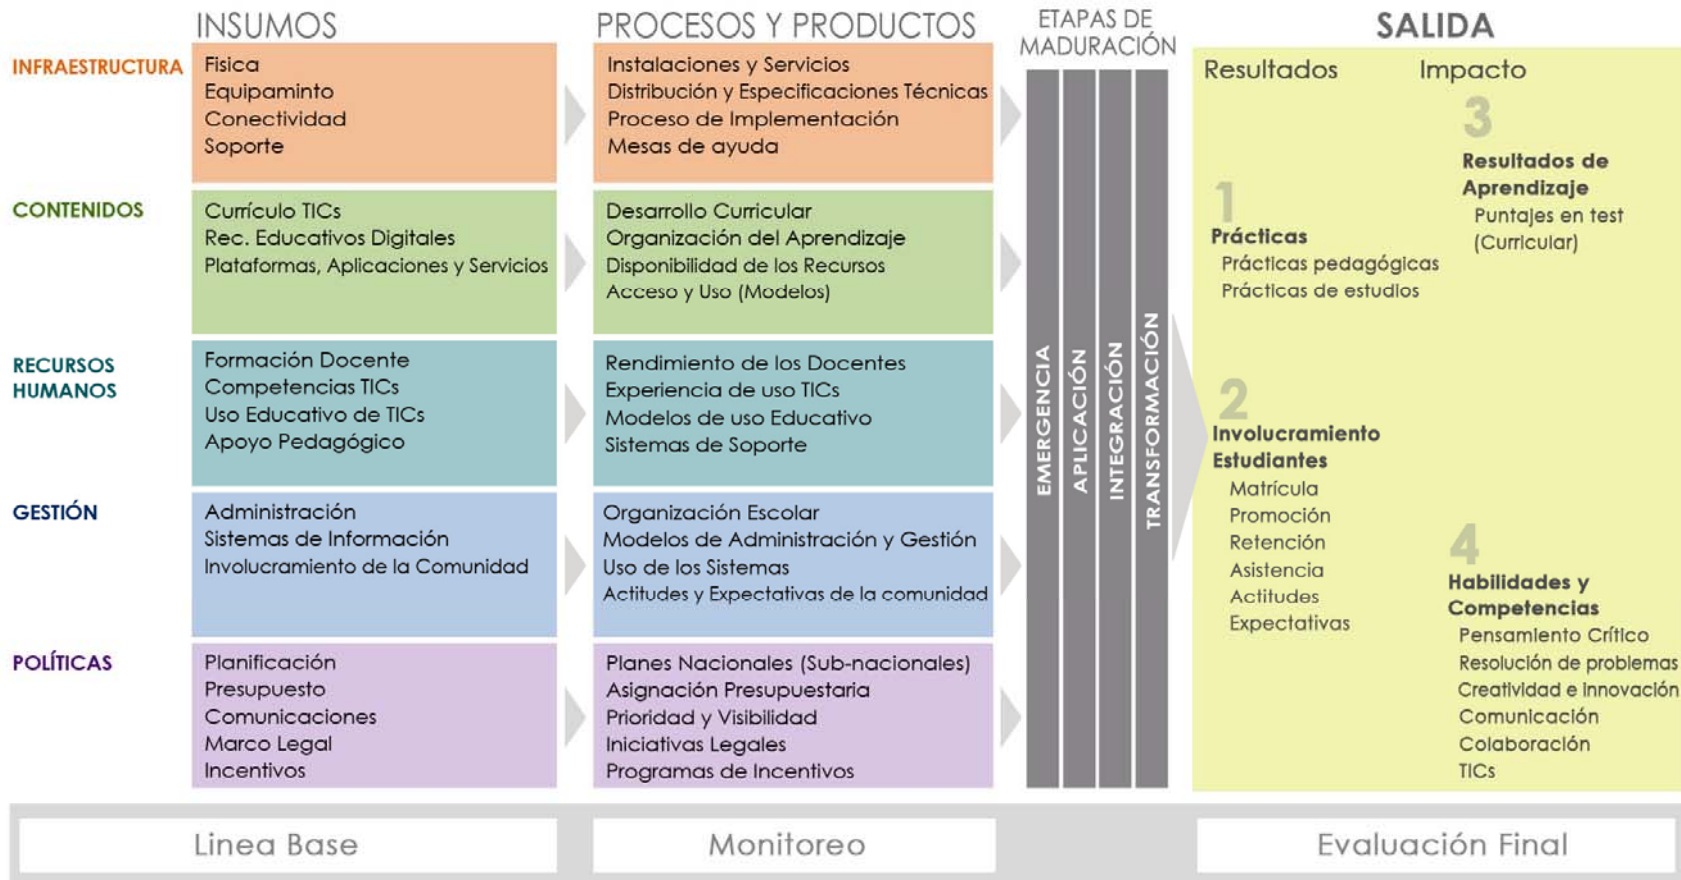 INSUMOS
PROCESOS Y PRODUCTOS
ETAPAS DE
MADURACIÓN
SALIDA
INFRAESTRUCTURA
Fisica
Equipaminto
Conectividad
Soporte
Instalaciones y Servicios
Distribución y Especificaciones Técnicas
Proceso de Implementación
Mesas de ayuda
CONTENIDOS
Currículo TICs
Rec. Educativos Digitales
Plataformas, Aplicaciones y Servicios
Desarrollo Curricular
Organización del Aprendizaje
Disponibilidad de los Recursos
Acceso y Uso (Modelos)
RECURSOS
HUMANOS
Formación Docente
Competencias TICs
Uso Educativo de TICs
Apoyo Pedagógico
Rendimiento de los Docentes
Experiencia de uso TICs
Modelos de uso Educativo
Sistemas de Soporte
GESTIÓN
Administración
Sistemas de Información
Involucramiento de la Comunidad
Organización Escolar
Modelos de Administración y Gestión
Uso de los Sistemas
Actitudes y Expectativas de la comunidad
POLÍTICAS
Planificación
Presupuesto
Comunicaciones
Marco Legal
Incentivos
Planes Nacionales (Sub-nacionales)
Asignación Presupuestaria
Prioridad y Visibilidad
Iniciativas Legales
Programas de Incentivos
EMERGENCIA
APLICACIÓN
INTEGRACIÓN
TRANSFORMACIÓN
Resultados
Impacto
1
Prácticas
Prácticas pedagógicas
Prácticas de estudios
2
Involucramiento
Estudiantes
Matrícula
Promoción
Retención
Asistencia
Actitudes
Expectativas
3
Resultados de
Aprendizaje
Puntajes en test
(Curricular)
4
Habilidades y
Competencias
Pensamiento Crítico
Resolución de problemas
Creatividad e Innovación
Comunicación
Colaboración
TICs
Linea Base
Monitoreo
Evaluación Final